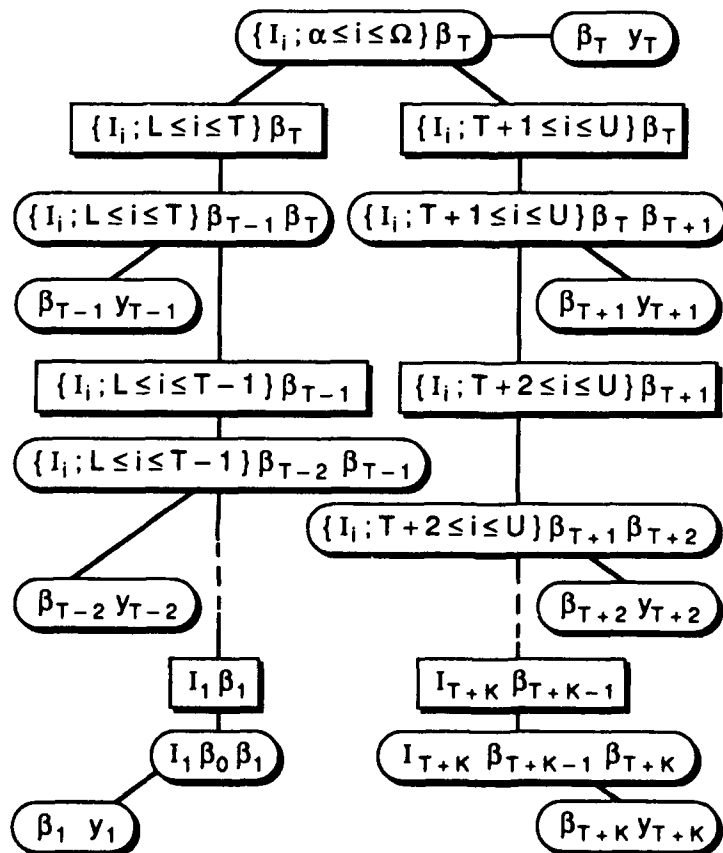 { I_i ; α ≤ i ≤ Ω } β_T
β_T y_T
{ I_i ; L ≤ i ≤ T } β_T
{ I_i ; T + 1 ≤ i ≤ U } β_T
{ I_i ; L ≤ i ≤ T } β_{T-1} β_T
{ I_i ; T + 1 ≤ i ≤ U } β_T β_{T+1}
β_{T-1} y_{T-1}
β_{T+1} y_{T+1}
{ I_i ; L ≤ i ≤ T - 1 } β_{T-1}
{ I_i ; T + 2 ≤ i ≤ U } β_{T+1}
{ I_i ; L ≤ i ≤ T - 1 } β_{T-2} β_{T-1}
{ I_i ; T + 2 ≤ i ≤ U } β_{T+1} β_{T+2}
β_{T-2} y_{T-2}
β_{T+2} y_{T+2}
I_1 β_1
I_{T+K} β_{T+K-1}
I_1 β_0 β_1
I_{T+K} β_{T+K-1} β_{T+K}
β_1 y_1
β_{T+K} y_{T+K}